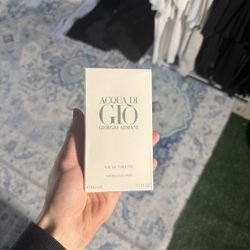 ACQUA DI
GIÒ
GIORGIO ARMANI
EAU DE TOILETTE